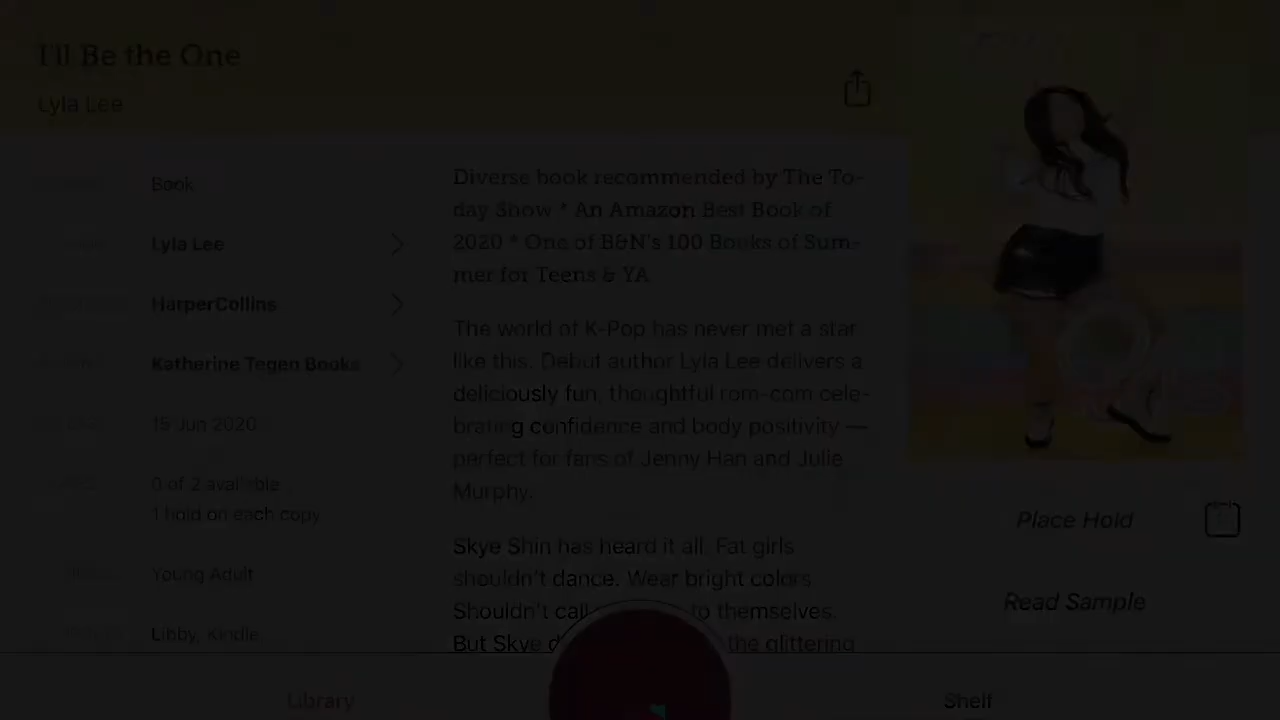 I'll Be the One
Lyla Lee
Book
Lyla Lee
HarperCollins
Katherine Tegen Books
15 Jun 2020
0 of 2 available
1 hold on each copy
Young Adult
Libby, Kindle
Diverse book recommended by The To-
day Show * An Amazon Best Book of
2020 * One of B&N's 100 Books of Sum-
mer for Teens & YA
The world of K-Pop has never met a star
like this. Debut author Lyla Lee delivers a
deliciously fun, thoughtful rom-com cele-
brating confidence and body positivity —
perfect for fans of Jenny Han and Julie
Murphy.
Skye Shin has heard it all. Fat girls
shouldn't dance. Wear bright colors
Shouldn't call to themselves.
But Skye the glittering
Place Hold
Read Sample
Library
Shelf